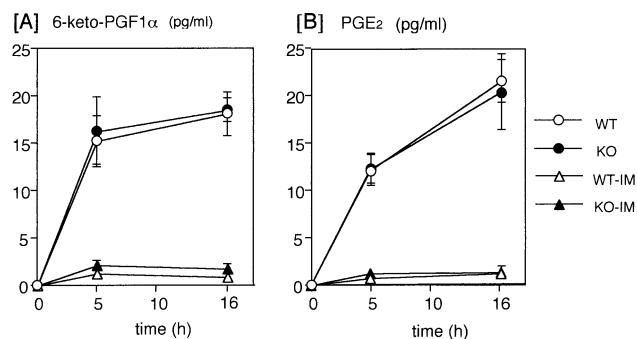 [A] 6-keto-PGF1α (pg/ml)
25
20
15
10
5
0
0 5 10 16
time (h)
[B] PGE2 (pg/ml)
25
20
15
10
5
0
0 5 10 16
time (h)
WT
KO
WT-IM
KO-IM